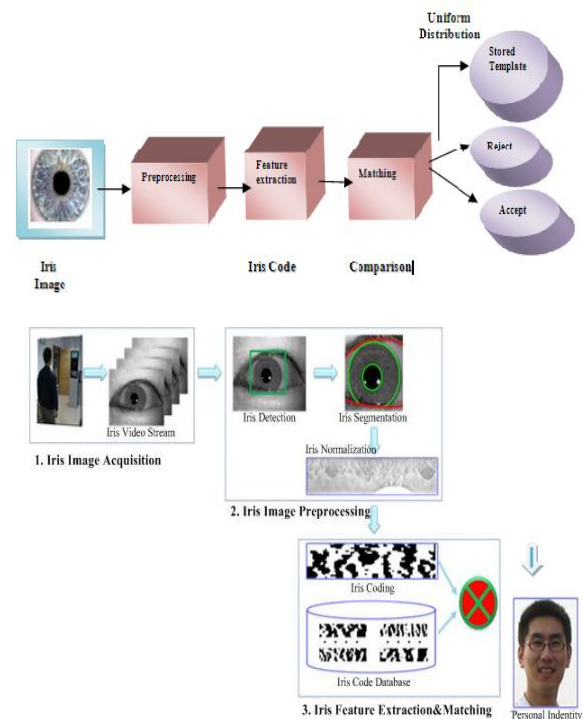 Uniform
Distribution
Stored
Template
Preprocessing
Feature
extraction
Matching
Reject
Accept
Iris
Image
Iris Code
Comparison
Iris Video Stream
1. Iris Image Acquisition
Iris Detection
Iris Segmentation
Iris Normalization
2. Iris Image Preprocessing
Iris Coding
Iris Code Database
3. Iris Feature Extraction&Matching
Personal Indentity